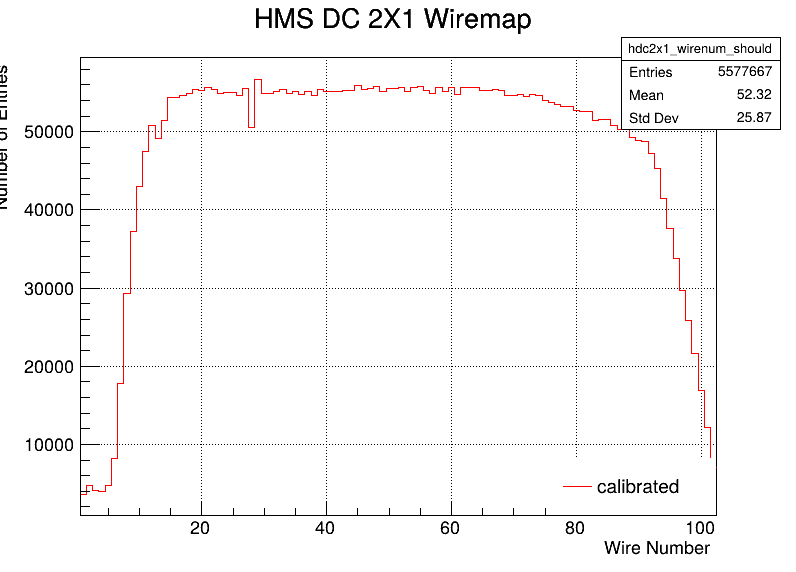 HMS DC 2X1 Wiremap
hdc2x1_wirenum_should
Entries 5577667
Mean 52.32
Std Dev 25.87
Number of Entries
50000
40000
30000
20000
10000
calibrated
20 40 60 80 100
Wire Number